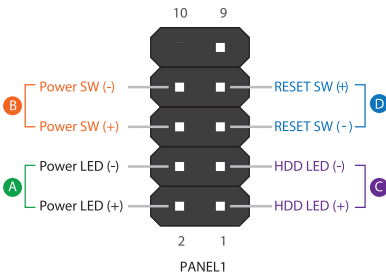 10 9
Power SW (-) RESET SW (+)
B D
Power SW (+) RESET SW (-)
Power LED (-) HDD LED (-)
A C
Power LED (+) HDD LED (+)
2 1
PANEL1